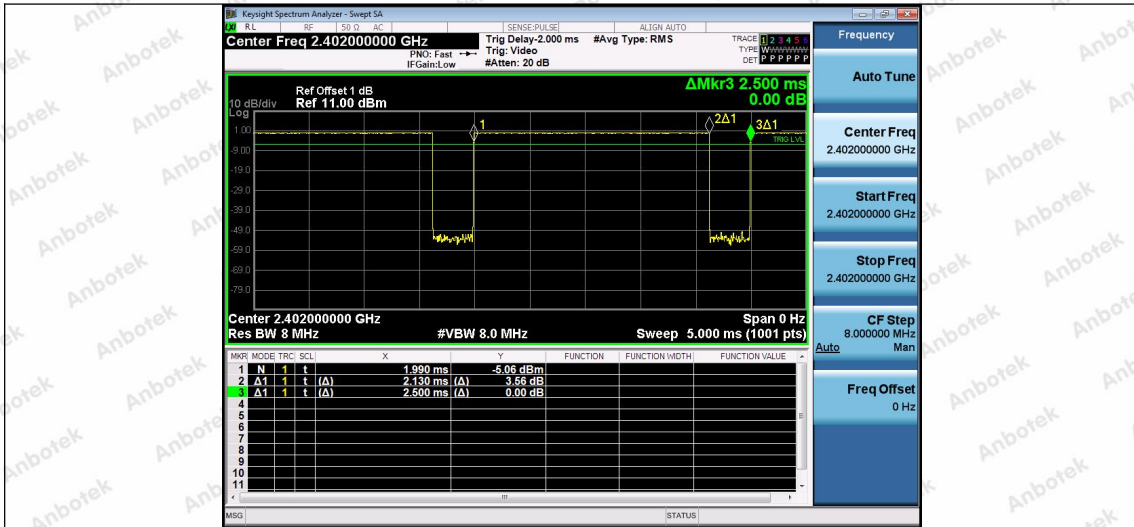 Keysight Spectrum Analyzer - Swept SA
LXI RL RF 50 Ω AC SENSE:PULSE ALIGN AUTO
Center Freq 2.402000000 GHz
PNO: Fast
IFGain:Low
Trig Delay-2.000 ms #Avg Type: RMS
Trig: Video
#Atten: 20 dB
TRACE 1 2 3 4 5 6
TYPE WWWWWW
DET P P P P P P
ΔMkr3 2.500 ms
0.00 dB
Ref Offset 1 dB
10 dB/div Ref 11.00 dBm
Log
1.00
-9.00
-19.0
-29.0
-39.0
-49.0
-59.0
-69.0
-79.0
1
2Δ1
3Δ1
TRIG LVL
Center 2.402000000 GHz Span 0 Hz
Res BW 8 MHz #VBW 8.0 MHz Sweep 5.000 ms (1001 pts)
MKR MODE TRC SCL X Y FUNCTION FUNCTION WIDTH FUNCTION VALUE
1 N 1 t 1.990 ms -5.06 dBm
2 Δ1 1 t (Δ) 2.130 ms (Δ) 3.56 dB
3 Δ1 1 t (Δ) 2.500 ms (Δ) 0.00 dB
4
5
6
7
8
9
10
11
MSG STATUS
Frequency
Auto Tune
Center Freq
2.402000000 GHz
Start Freq
2.402000000 GHz
Stop Freq
2.402000000 GHz
CF Step
8.000000 MHz
Auto Man
Freq Offset
0 Hz
Anbotek